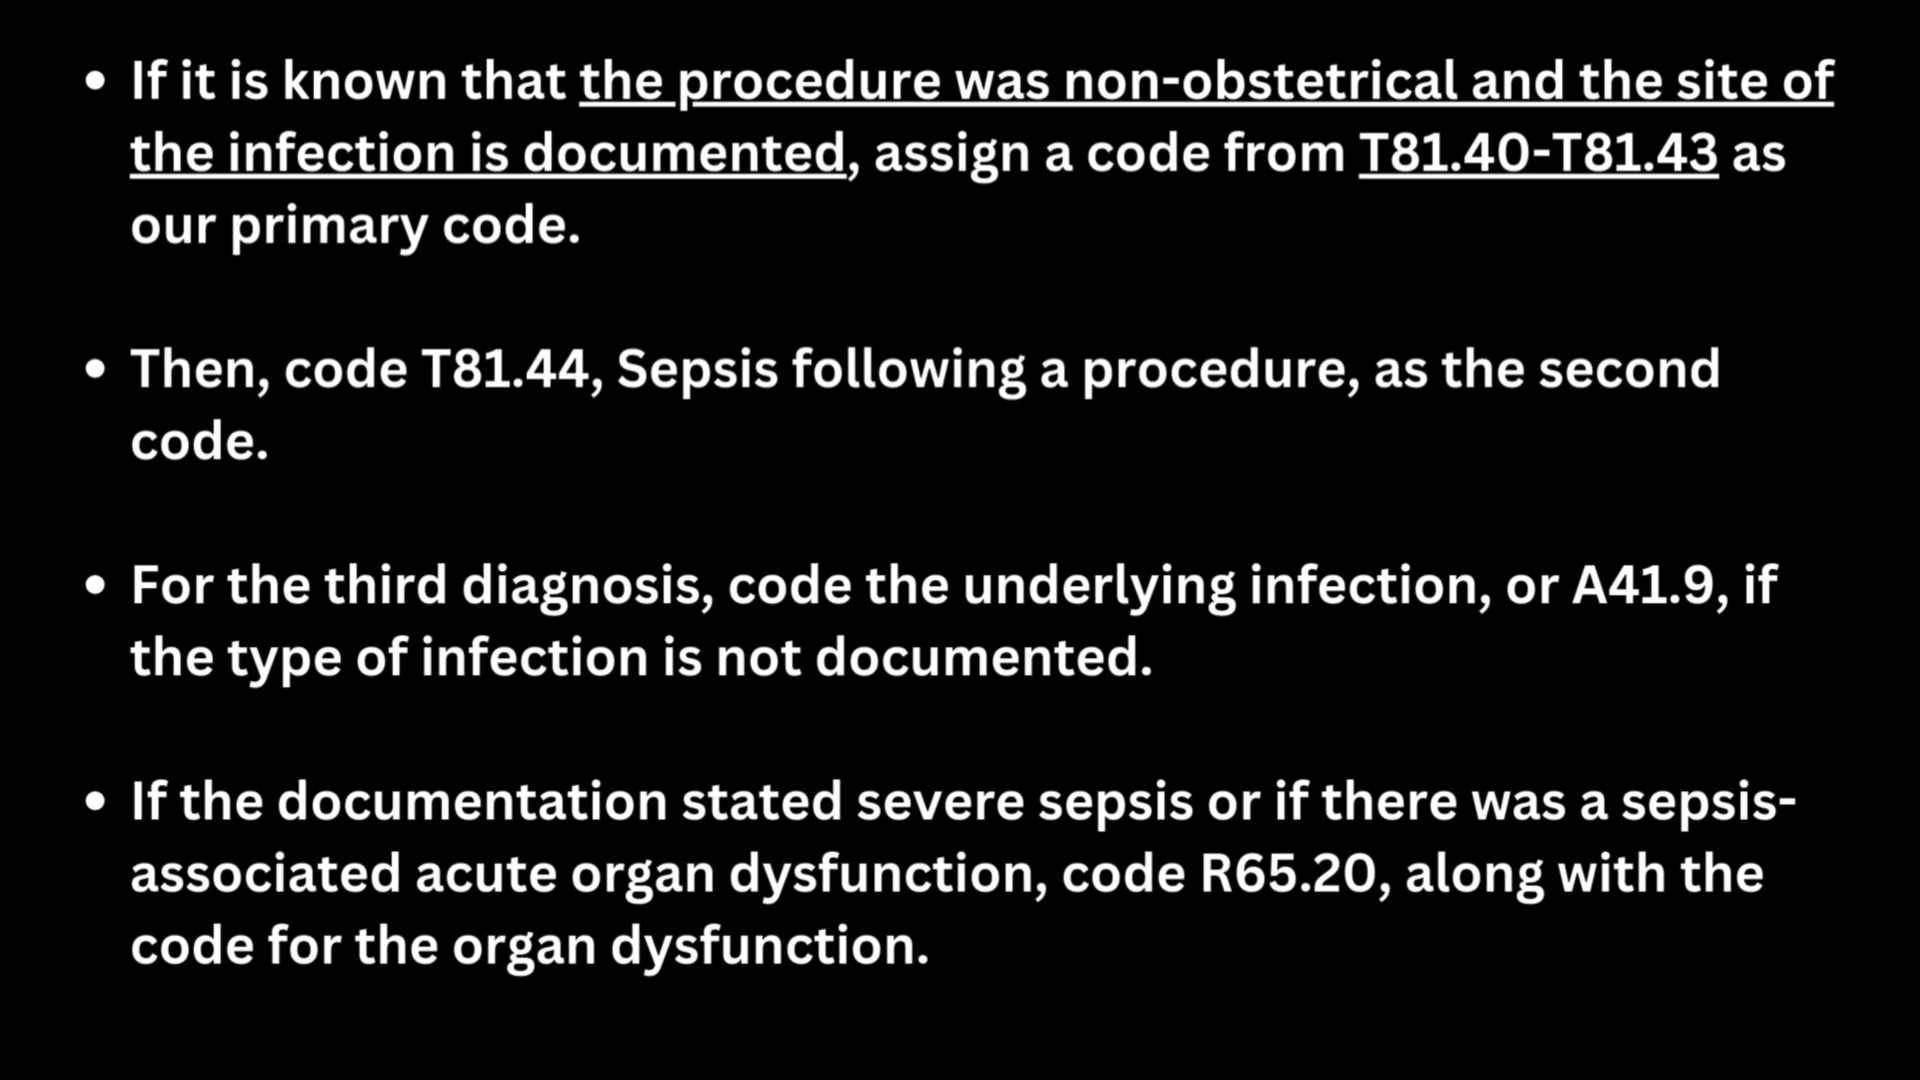 • If it is known that the procedure was non-obstetrical and the site of
the infection is documented, assign a code from T81.40-T81.43 as
our primary code.
• Then, code T81.44, Sepsis following a procedure, as the second
code.
• For the third diagnosis, code the underlying infection, or A41.9, if
the type of infection is not documented.
• If the documentation stated severe sepsis or if there was a sepsis-
associated acute organ dysfunction, code R65.20, along with the
code for the organ dysfunction.